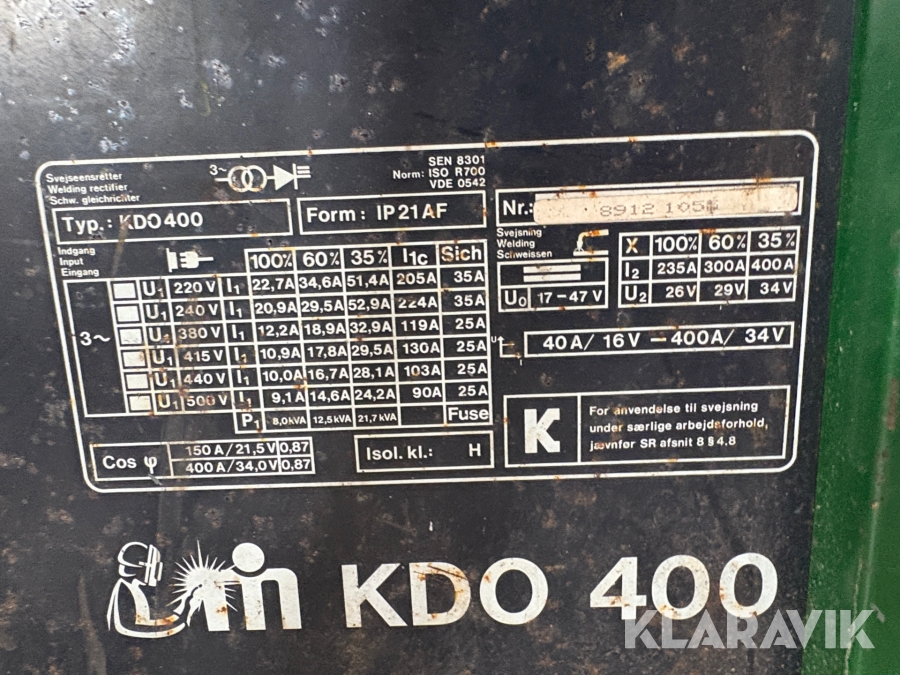 Svejseensretter
Welding rectifier
Schw. gleichrichter
3~
SEN 8301
Norm: ISO R700
VDE 0542
Typ.: KDO 400
Form : IP 21 AF
Nr.: 8912 105
Indgang
Input
Eingang
100% 60% 35% I1c Sich
3~
U1 220 V I1 22,7A 34,6A 51,4A 205A 35A
U1 240 V I1 20,9A 29,5A 52,9A 224A 35A
U1 380 V I1 12,2A 18,9A 32,9A 119A 25A
U1 415 V I1 10,9A 17,8A 29,5A 130A 25A
U1 440 V I1 10,0A 16,7A 28,1A 103A 25A
U1 500 V I1 9,1A 14,6A 24,2A 90A 25A
P1 8,0kVA 12,5kVA 21,7kVA Fuse
Svejsning
Welding
Schweissen
X 100% 60% 35%
I2 235A 300A 400A
U2 26V 29V 34V
U0 17-47 V
U
I
40 A/ 16 V — 400 A/ 34 V
Cos φ
150 A/21,5 V 0,87
400 A/34,0 V 0,87
Isol. kl.: H
K
For anvendelse til svejsning
under særlige arbejdsforhold,
jævnfør SR afsnit 8 § 4.8
m KDO 400
KLARAVIK